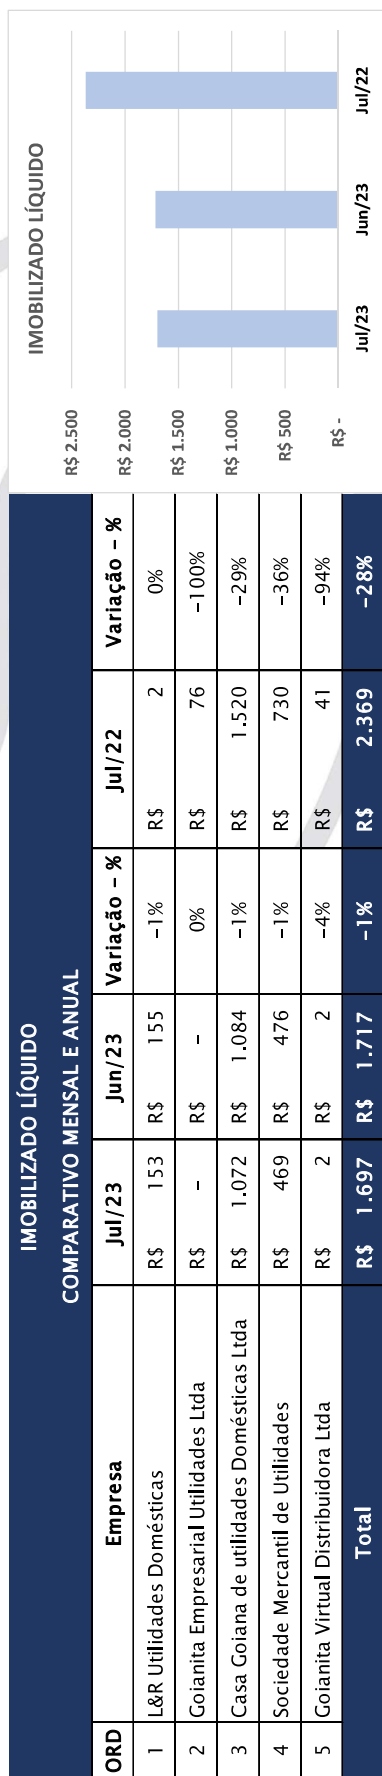 IMOBILIZADO LÍQUIDO
COMPARATIVO MENSAL E ANUAL
ORD Empresa Jul/23 Jun/23 Variação - % Jul/22 Variação - %
1 L&R Utilidades Domésticas R$ 153 R$ 155 -1% R$ 2 0%
2 Goianita Empresarial Utilidades Ltda R$ - R$ - 0% R$ 76 -100%
3 Casa Goiana de utilidades Domésticas Ltda R$ 1.072 R$ 1.084 -1% R$ 1.520 -29%
4 Sociedade Mercantil de Utilidades R$ 469 R$ 476 -1% R$ 730 -36%
5 Goianita Virtual Distribuidora Ltda R$ 2 R$ 2 -4% R$ 41 -94%
Total R$ 1.697 R$ 1.717 -1% R$ 2.369 -28%
IMOBILIZADO LÍQUIDO
R$ 2.500
R$ 2.000
R$ 1.500
R$ 1.000
R$ 500
R$ -
Jul/23 Jun/23 Jul/22